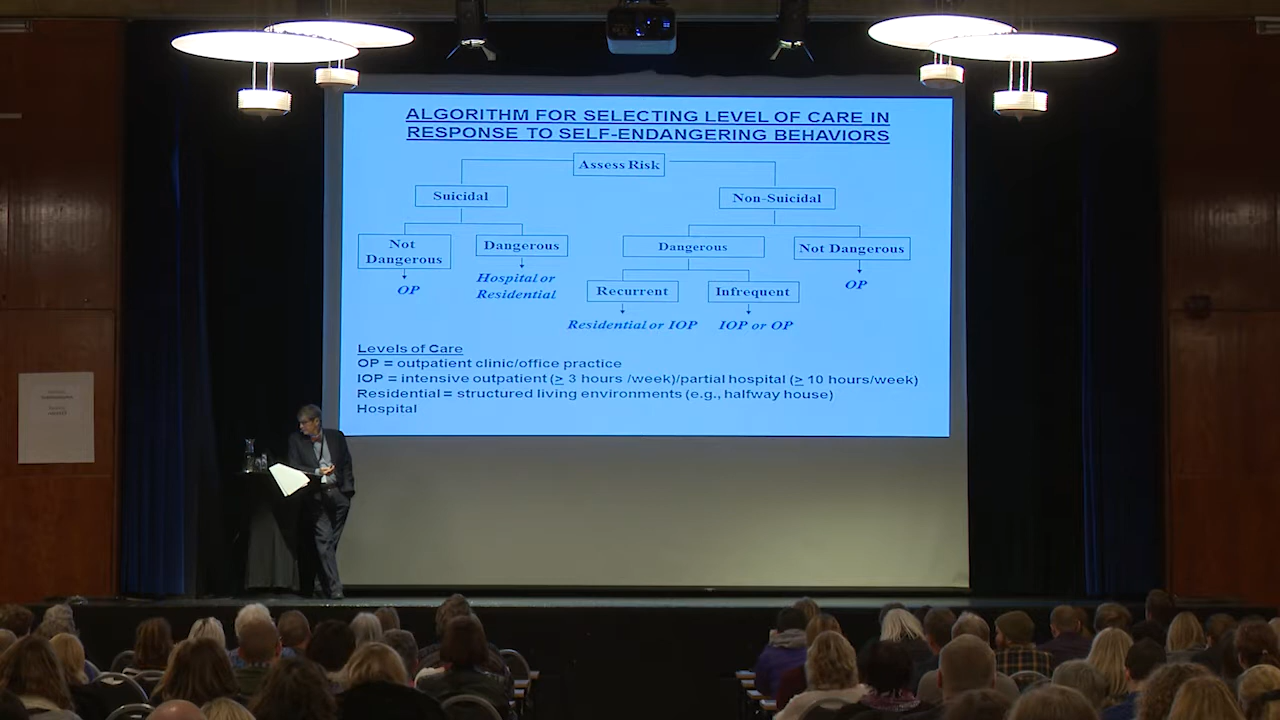 ALGORITHM FOR SELECTING LEVEL OF CARE IN
RESPONSE TO SELF-ENDANGERING BEHAVIORS
Assess Risk
Suicidal
Non-Suicidal
Not
Dangerous
Dangerous
Dangerous
Not Dangerous
OP
Hospital or
Residential
Recurrent
Infrequent
OP
Residential or IOP
IOP or OP
Levels of Care
OP = outpatient clinic/office practice
IOP = intensive outpatient (≥ 3 hours /week)/partial hospital (≥ 10 hours/week)
Residential = structured living environments (e.g., halfway house)
Hospital